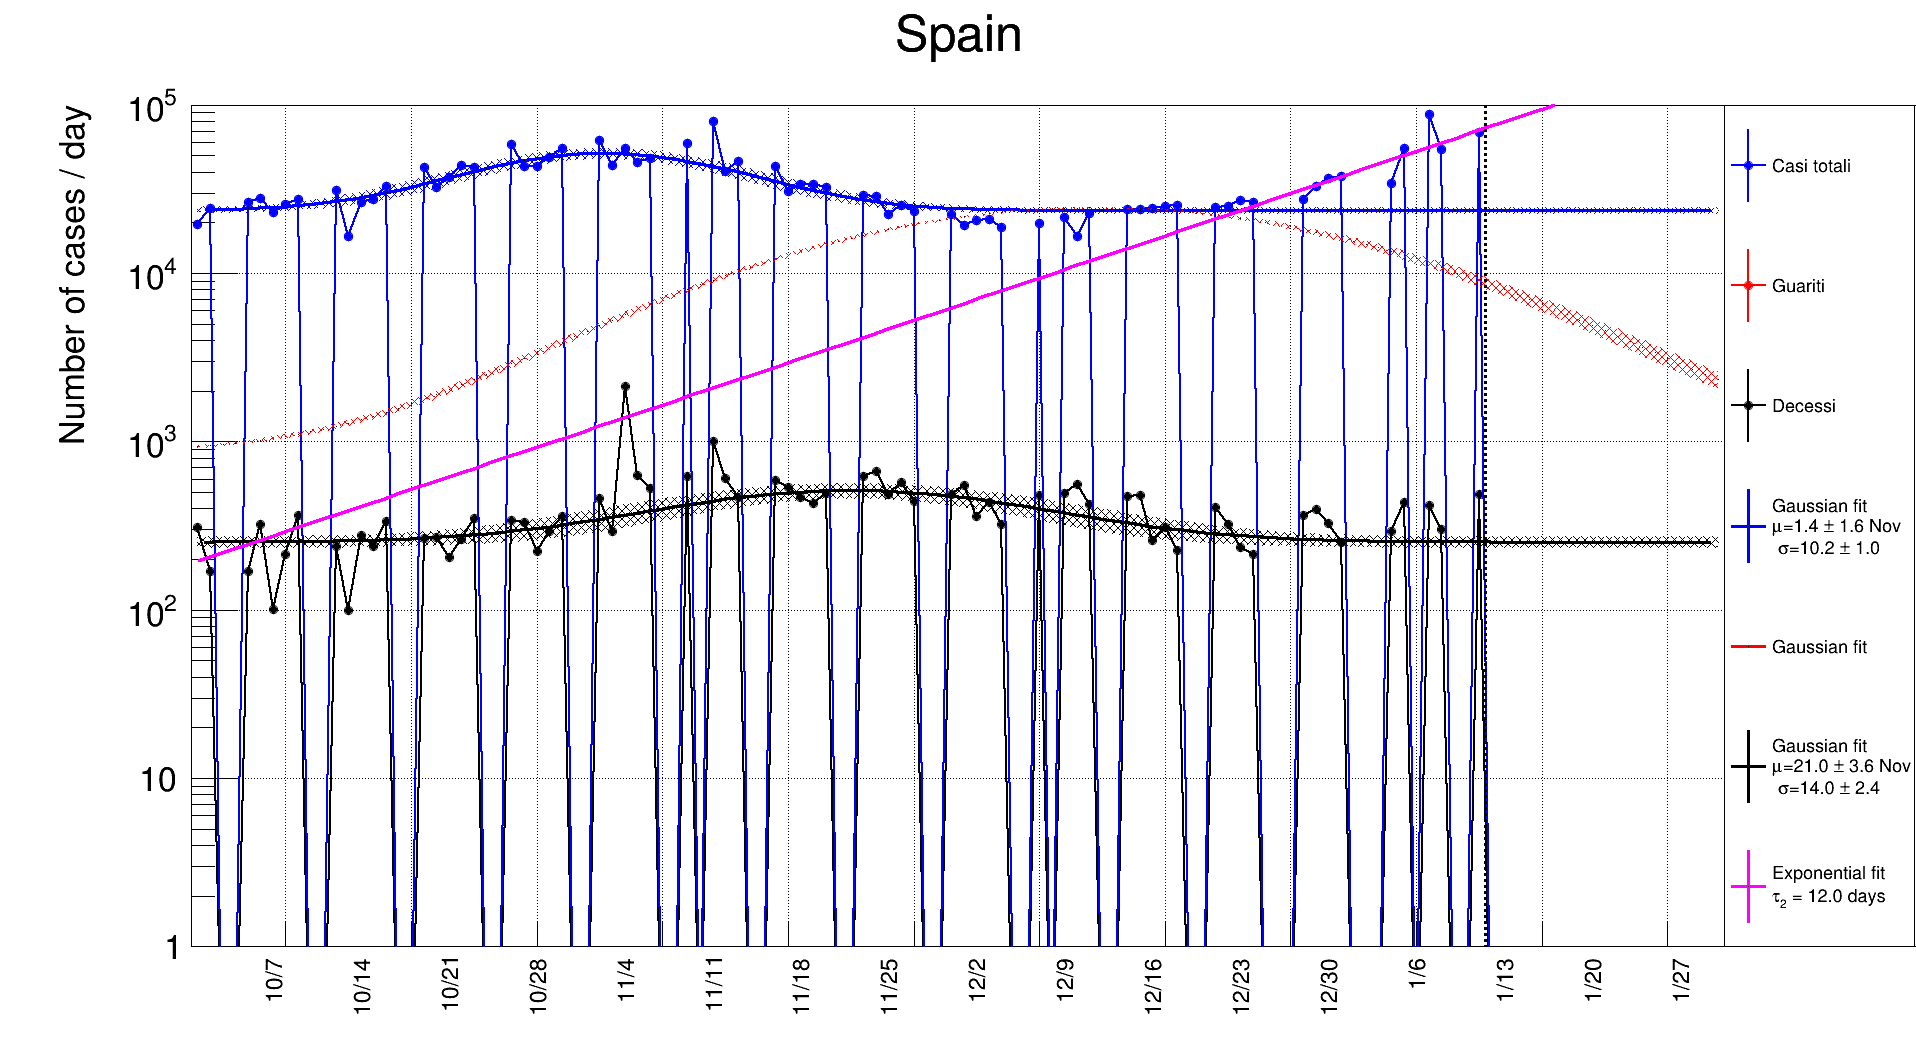 Spain
Number of cases / day
10^5
10^4
10^3
10^2
10
1
10/7
10/14
10/21
10/28
11/4
11/11
11/18
11/25
12/2
12/9
12/16
12/23
12/30
1/6
1/13
1/20
1/27
Casi totali
Guariti
Decessi
Gaussian fit
μ=1.4 ± 1.6 Nov
σ=10.2 ± 1.0
Gaussian fit
Gaussian fit
μ=21.0 ± 3.6 Nov
σ=14.0 ± 2.4
Exponential fit
τ₂ = 12.0 days